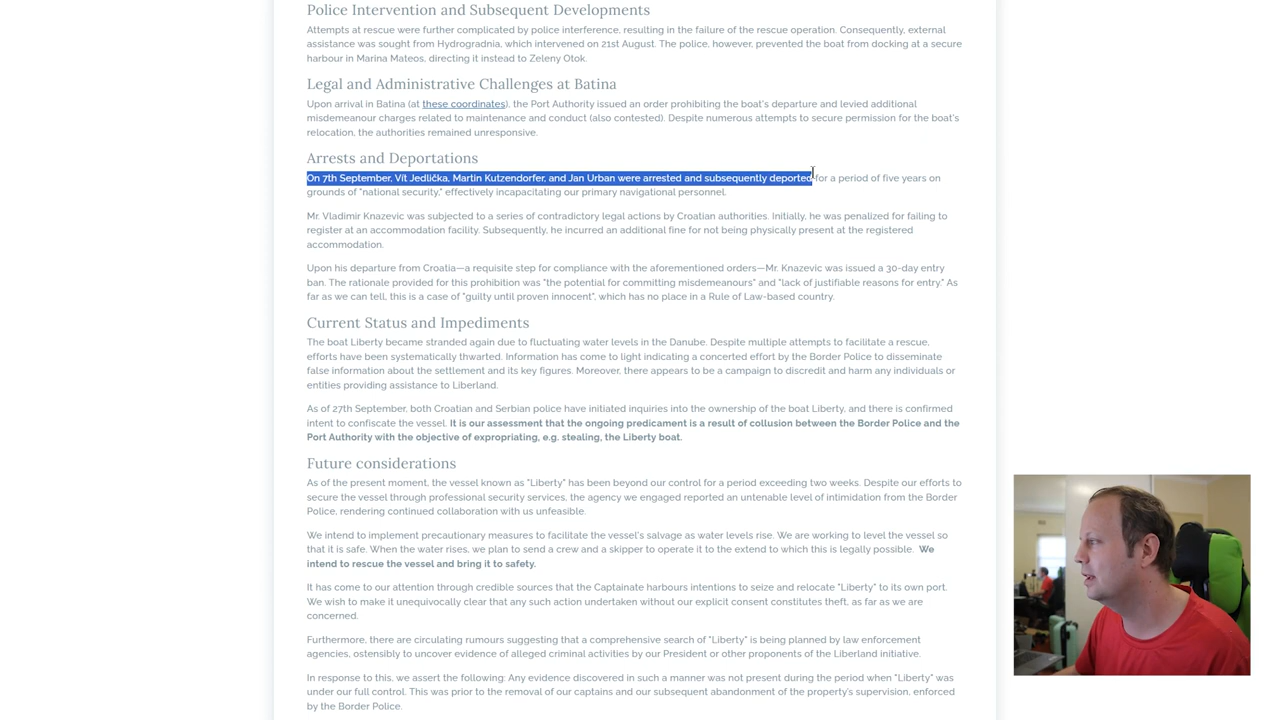 Police Intervention and Subsequent Developments
Attempts at rescue were further complicated by police interference, resulting in the failure of the rescue operation. Consequently, external
assistance was sought from Hydrogradnia, which intervened on 21st August. The police, however, prevented the boat from docking at a secure
harbour in Marina Mateos, directing it instead to Zeleny Otok.
Legal and Administrative Challenges at Batina
Upon arrival in Batina (at these coordinates), the Port Authority issued an order prohibiting the boat's departure and levied additional
misdemeanour charges related to maintenance and conduct (also contested). Despite numerous attempts to secure permission for the boat's
relocation, the authorities remained unresponsive.
Arrests and Deportations
On 7th September, Vít Jedlička, Martin Kutzendorfer, and Jan Urban were arrested and subsequently deported for a period of five years on
grounds of "national security," effectively incapacitating our primary navigational personnel.
Mr. Vladimir Knazevic was subjected to a series of contradictory legal actions by Croatian authorities. Initially, he was penalized for failing to
register at an accommodation facility. Subsequently, he incurred an additional fine for not being physically present at the registered
accommodation.
Upon his departure from Croatia—a requisite step for compliance with the aforementioned orders—Mr. Knazevic was issued a 30-day entry
ban. The rationale provided for this prohibition was "the potential for committing misdemeanours" and "lack of justifiable reasons for entry." As
far as we can tell, this is a case of "guilty until proven innocent", which has no place in a Rule of Law-based country.
Current Status and Impediments
The boat Liberty became stranded again due to fluctuating water levels in the Danube. Despite multiple attempts to facilitate a rescue,
efforts have been systematically thwarted. Information has come to light indicating a concerted effort by the Border Police to disseminate
false information about the settlement and its key figures. Moreover, there appears to be a campaign to discredit and harm any individuals or
entities providing assistance to Liberland.
As of 27th September, both Croatian and Serbian police have initiated inquiries into the ownership of the boat Liberty, and there is confirmed
intent to confiscate the vessel. It is our assessment that the ongoing predicament is a result of collusion between the Border Police and the
Port Authority with the objective of expropriating, e.g. stealing, the Liberty boat.
Future considerations
As of the present moment, the vessel known as "Liberty" has been beyond our control for a period exceeding two weeks. Despite our efforts to
secure the vessel through professional security services, the agency we engaged reported an untenable level of intimidation from the Border
Police, rendering continued collaboration with us unfeasible.
We intend to implement precautionary measures to facilitate the vessel's salvage as water levels rise. We are working to level the vessel so
that it is safe. When the water rises, we plan to send a crew and a skipper to operate it to the extend to which this is legally possible. We
intend to rescue the vessel and bring it to safety.
It has come to our attention through credible sources that the Captainate harbours intentions to seize and relocate "Liberty" to its own port.
We wish to make it unequivocally clear that any such action undertaken without our explicit consent constitutes theft, as far as we are
concerned.
Furthermore, there are circulating rumours suggesting that a comprehensive search of "Liberty" is being planned by law enforcement
agencies, ostensibly to uncover evidence of alleged criminal activities by our President or other proponents of the Liberland initiative.
In response to this, we assert the following: Any evidence discovered in such a manner was not present during the period when "Liberty" was
under our full control. This was prior to the removal of our captains and our subsequent abandonment of the property's supervision, enforced
by the Border Police.